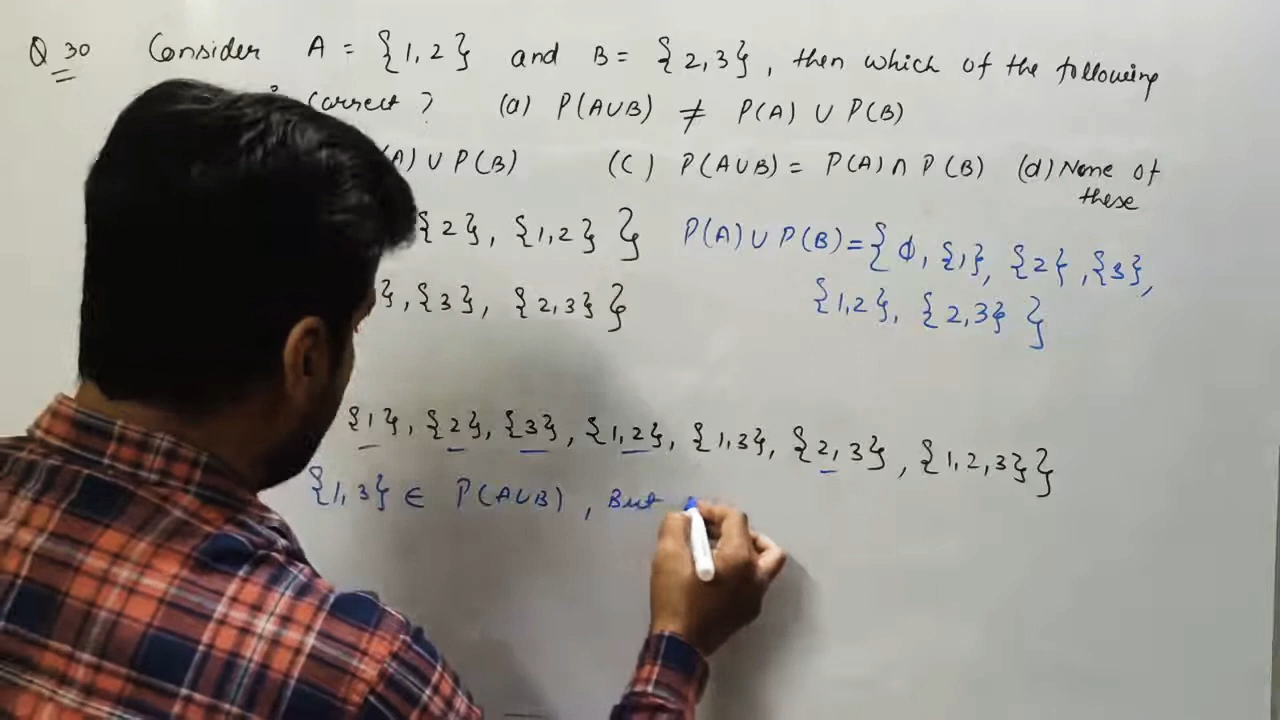 Q 30 Consider A = {1,2} and B = {2,3}, then which of the following
correct ? (a) P(A∪B) ≠ P(A) ∪ P(B)
A) ∪ P(B) (C) P(A∪B) = P(A) ∩ P(B) (d) None of
these
{2}, {1,2} } P(A) ∪ P(B) = { ϕ, {1}, {2}, {3},
}, {3}, {2,3} } {1,2}, {2,3} }
{1}, {2}, {3}, {1,2}, {1,3}, {2,3}, {1,2,3} }
{1,3} ∈ P(A∪B), But